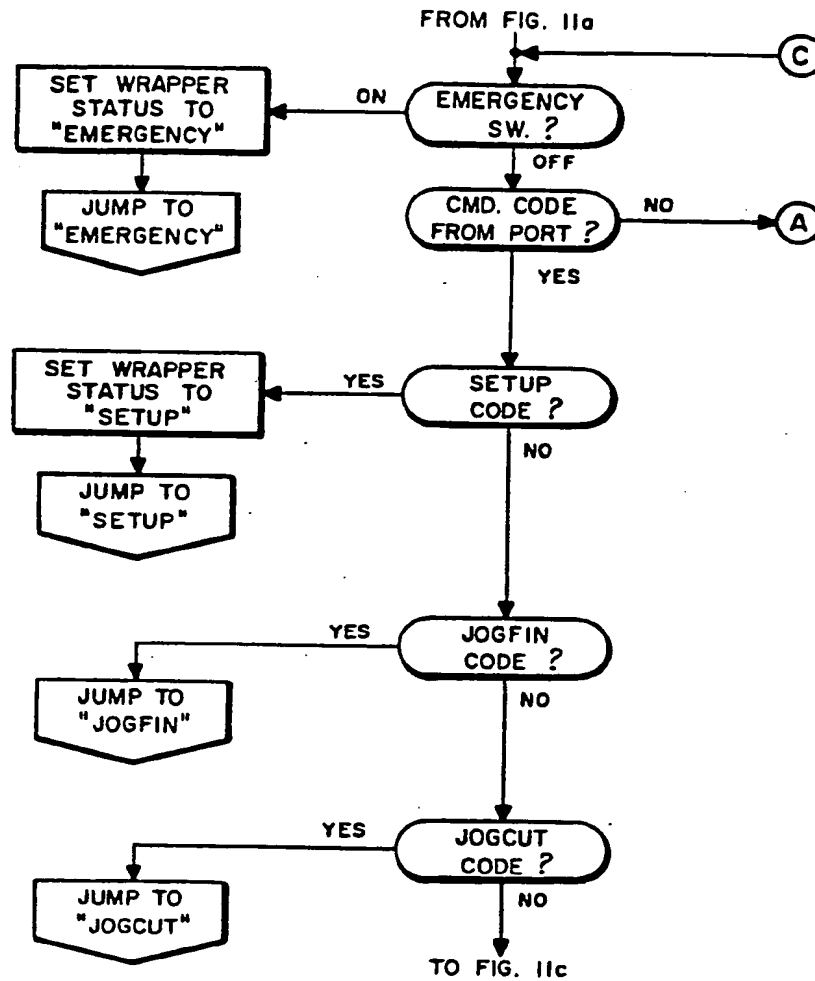 FROM FIG. 11a
C
SET WRAPPER
STATUS TO
"EMERGENCY"
ON
EMERGENCY
SW. ?
OFF
JUMP TO
"EMERGENCY"
CMD. CODE
FROM PORT ?
NO
A
YES
SET WRAPPER
STATUS TO
"SETUP"
YES
SETUP
CODE ?
NO
JUMP TO
"SETUP"
YES
JOGFIN
CODE ?
NO
JUMP TO
"JOGFIN"
YES
JOGCUT
CODE ?
NO
JUMP TO
"JOGCUT"
TO FIG. 11c